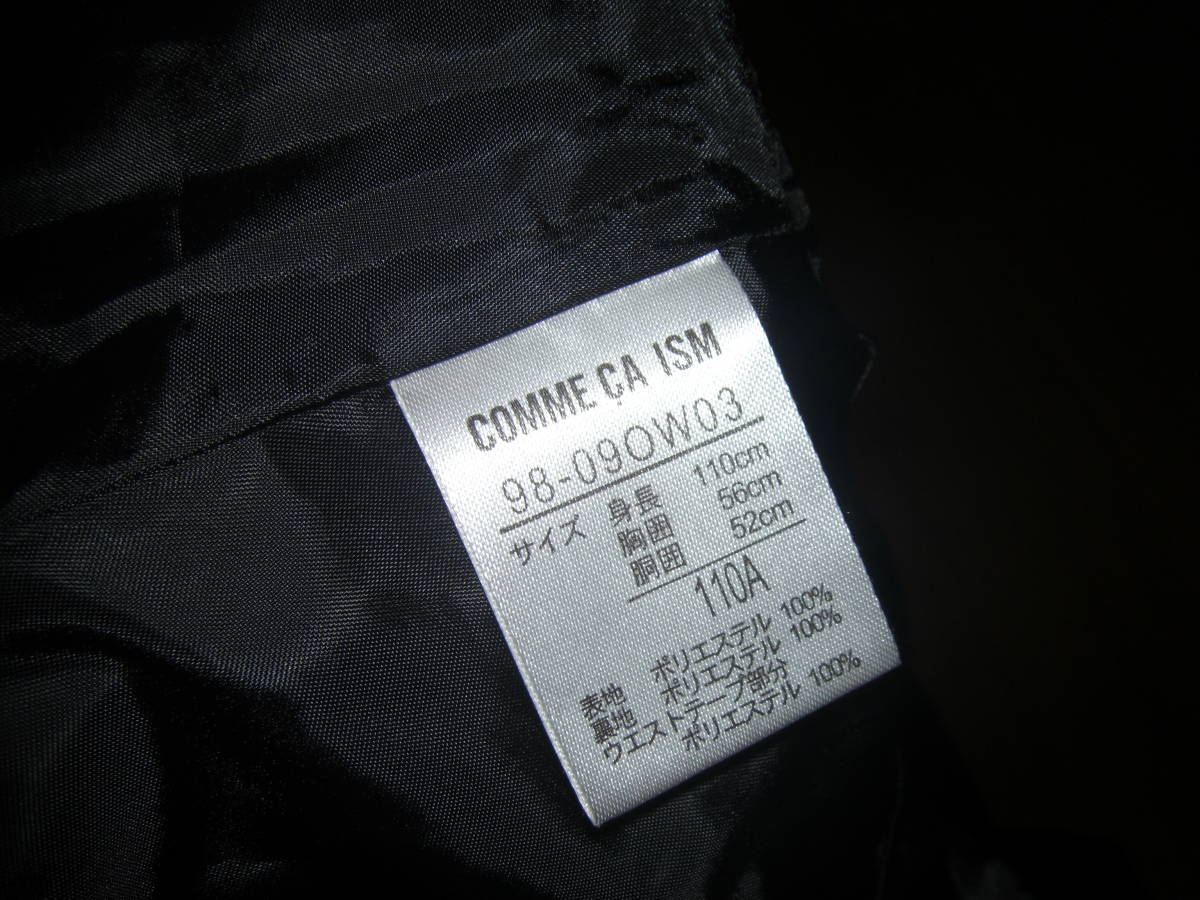 COMME ÇA ISM
98-09OW03
サイズ 身長 110cm
胸囲 56cm
胴囲 52cm
110A
表地 ポリエステル 100%
裏地 ポリエステル 100%
ウエストテープ部分
ポリエステル 100%